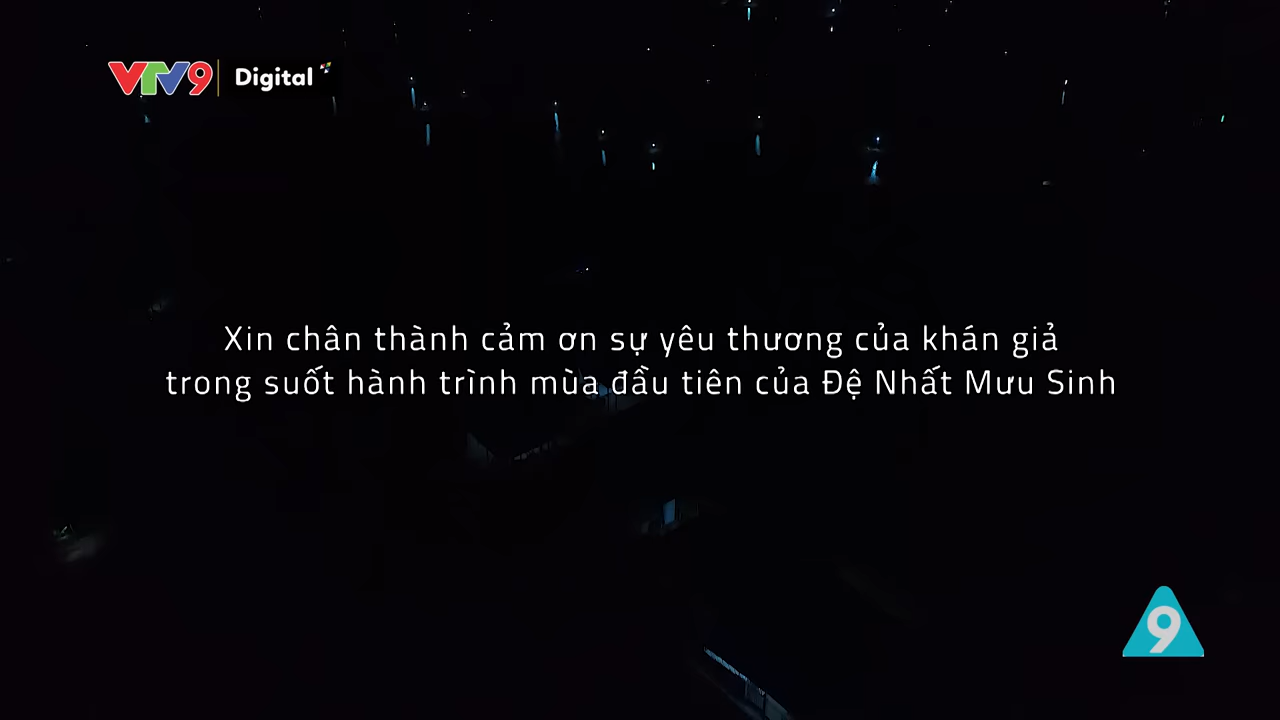 VTV9 Digital
Xin chân thành cảm ơn sự yêu thương của khán giả
trong suốt hành trình mùa đầu tiên của Đệ Nhất Mưu Sinh
9